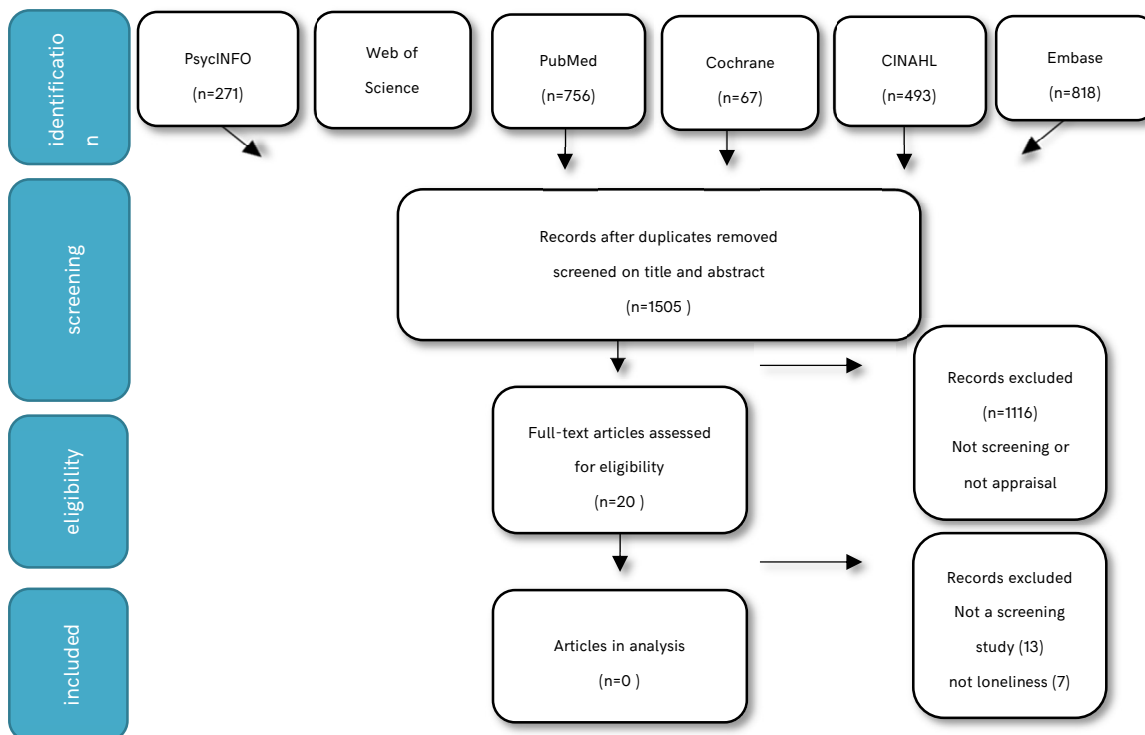 identificatio
n
PsycINFO
(n=271)
Web of
Science
PubMed
(n=756)
Cochrane
(n=67)
CINAHL
(n=493)
Embase
(n=818)
screening
Records after duplicates removed
screened on title and abstract
(n=1505 )
Records excluded
(n=1116)
Not screening or
not appraisal
eligibility
Full-text articles assessed
for eligibility
(n=20 )
Records excluded
Not a screening
study (13)
not loneliness (7)
included
Articles in analysis
(n=0 )